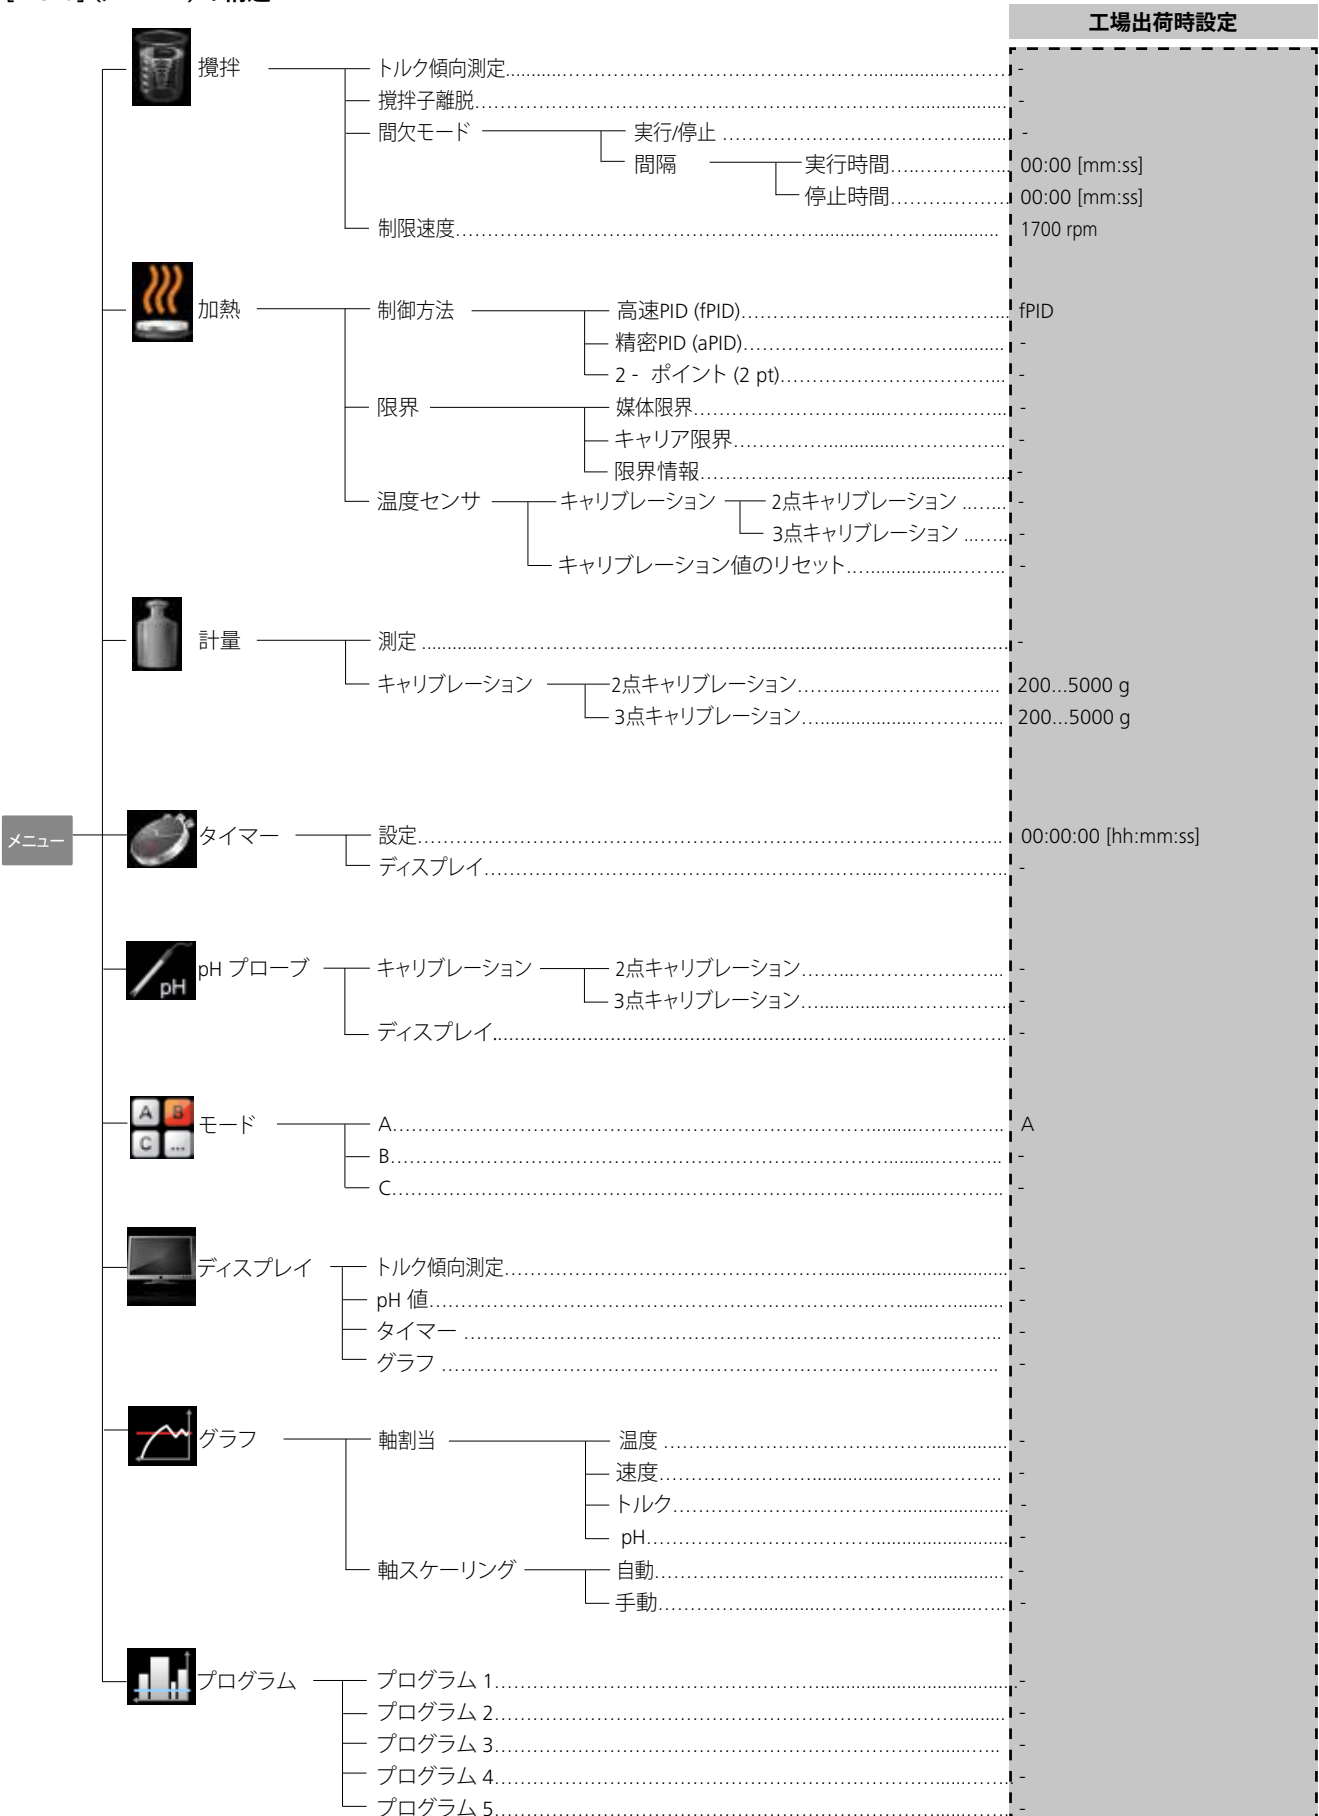 工場出荷時設定
攪拌
トルク傾向測定 -
撹拌子離脱 -
間欠モード 実行/停止 -
間隔 実行時間 00:00 [mm:ss]
停止時間 00:00 [mm:ss]
制限速度 1700 rpm
加熱 制御方法 高速PID (fPID) fPID
精密PID (aPID) -
2 - ポイント (2 pt) -
限界 媒体限界 -
キャリア限界 -
限界情報 -
温度センサ キャリブレーション 2点キャリブレーション -
3点キャリブレーション -
キャリブレーション値のリセット -
計量 測定 -
キャリブレーション 2点キャリブレーション 200...5000 g
3点キャリブレーション 200...5000 g
メニュー
タイマー 設定 00:00:00 [hh:mm:ss]
ディスプレイ -
pH
pH プローブ キャリブレーション 2点キャリブレーション -
3点キャリブレーション -
ディスプレイ -
A B
C ...
モード A A
B -
C -
ディスプレイ トルク傾向測定 -
pH 値 -
タイマー -
グラフ -
グラフ 軸割当 温度 -
速度 -
トルク -
pH -
軸スケーリング 自動 -
手動 -
プログラム プログラム 1 -
プログラム 2 -
プログラム 3 -
プログラム 4 -
プログラム 5 -